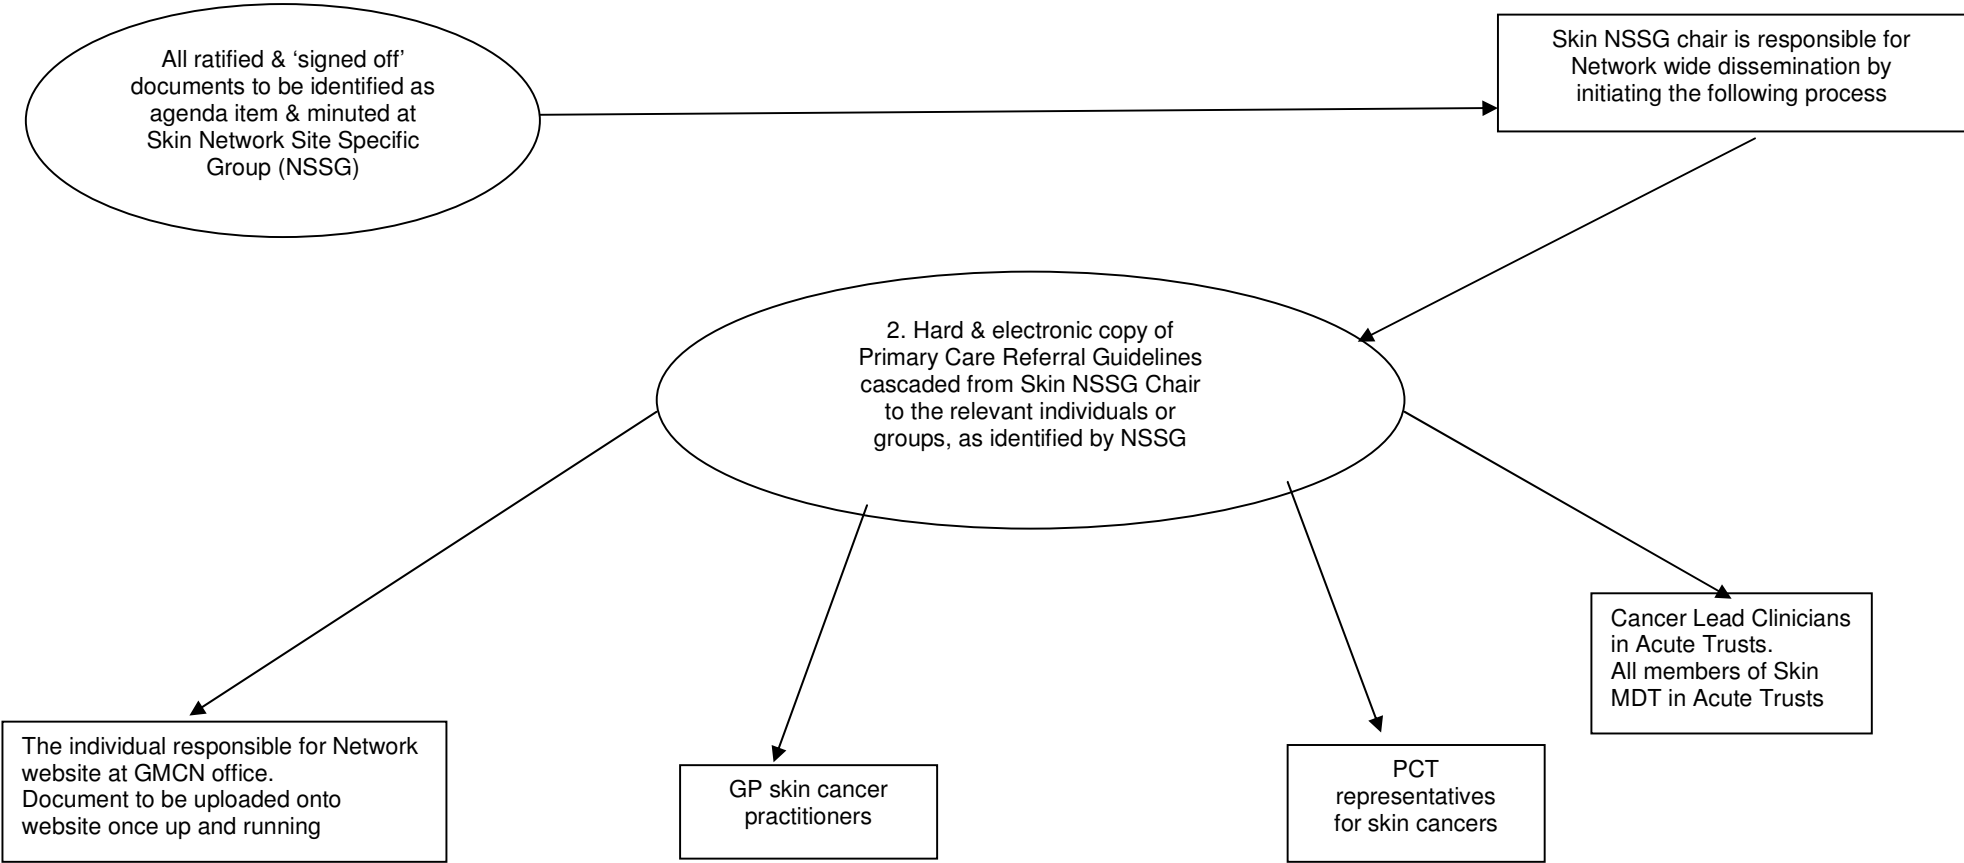 All ratified & ‘signed off’
documents to be identified as
agenda item & minuted at
Skin Network Site Specific
Group (NSSG)
Skin NSSG chair is responsible for
Network wide dissemination by
initiating the following process
2. Hard & electronic copy of
Primary Care Referral Guidelines
cascaded from Skin NSSG Chair
to the relevant individuals or
groups, as identified by NSSG
The individual responsible for Network
website at GMCN office.
Document to be uploaded onto
website once up and running
GP skin cancer
practitioners
PCT
representatives
for skin cancers
Cancer Lead Clinicians
in Acute Trusts.
All members of Skin
MDT in Acute Trusts